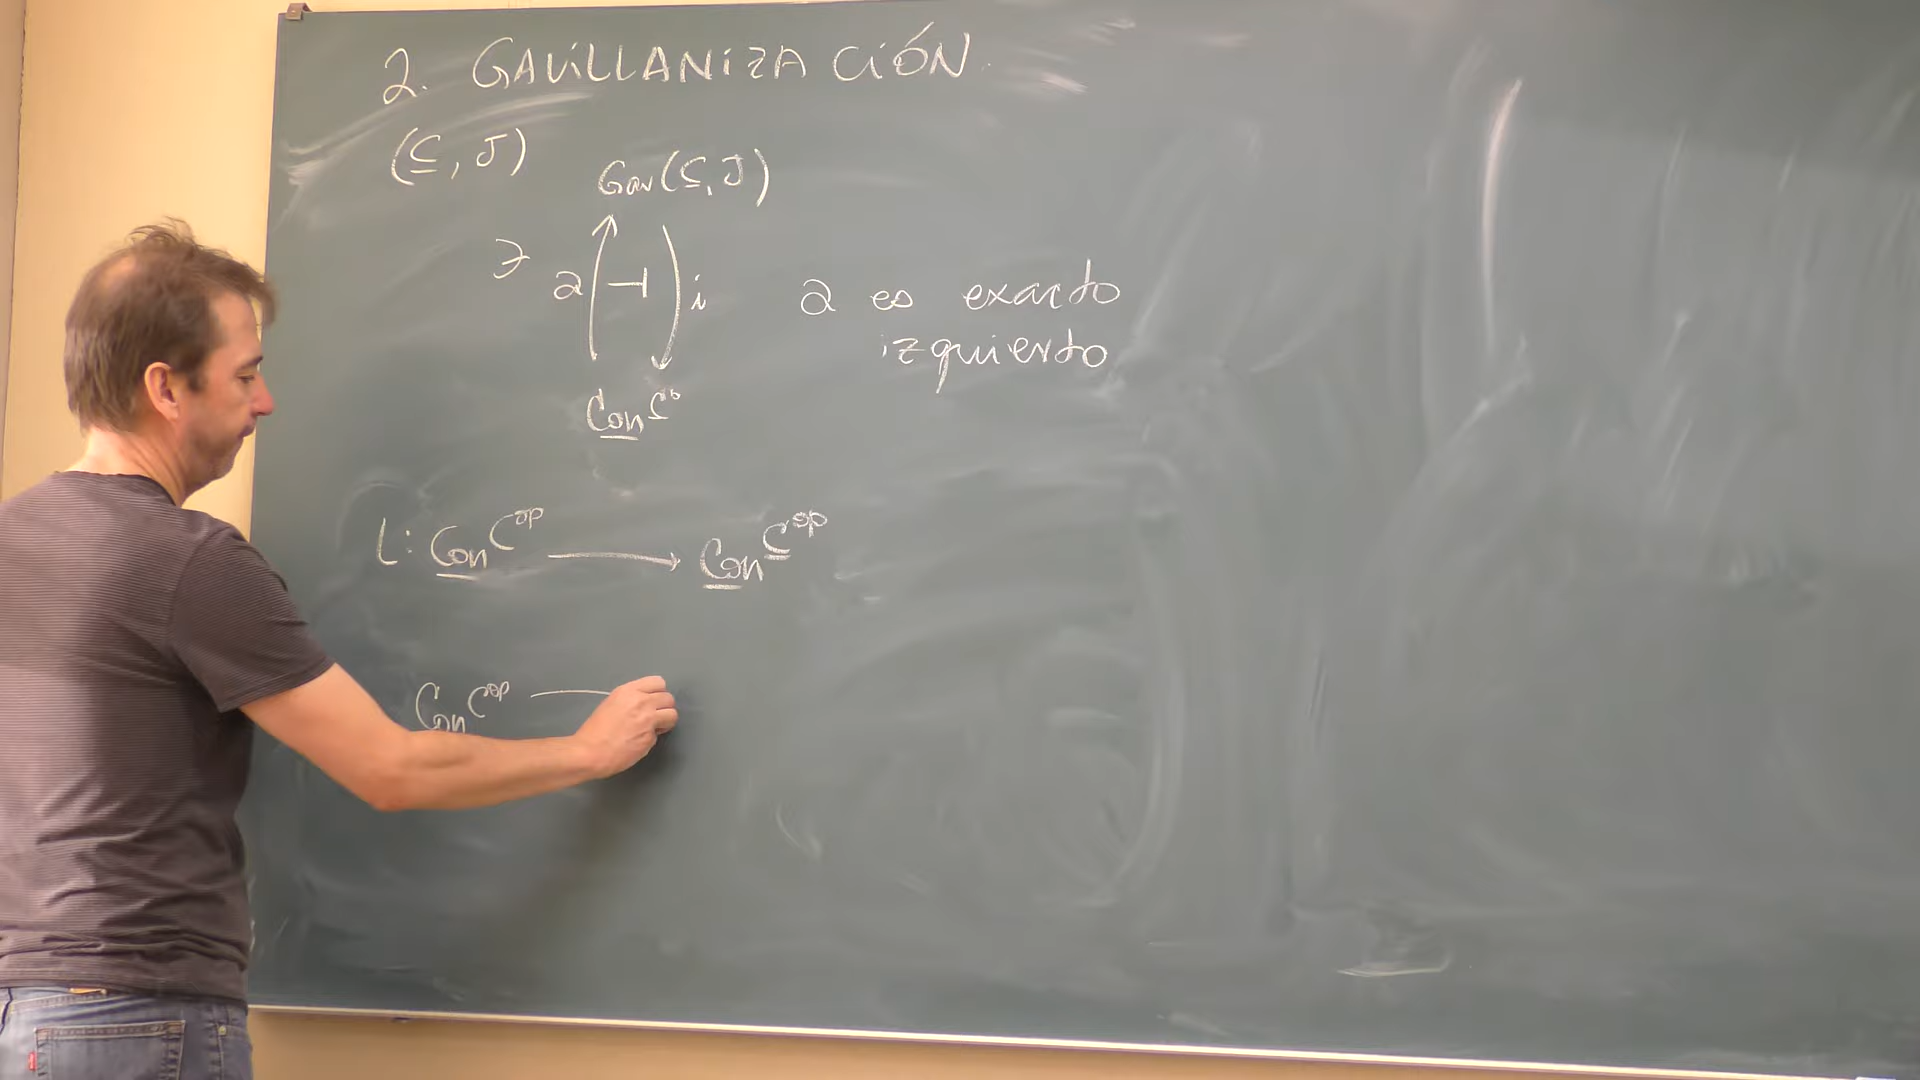 2. GAVILLANIZACIÓN.
(C, J)
Gav(C, J)
∃ a ⊣ i a es exacto
izquierdo
Con C^o
L: Con C^op → Con C^op
Con C^op —